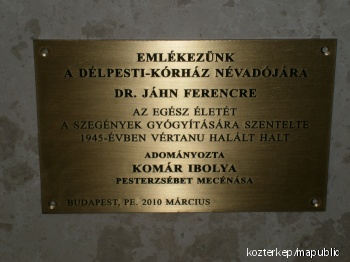 EMLÉKEZÜNK
A DÉLPESTI-KÓRHÁZ NÉVADÓJÁRA
DR. JÁHN FERENCRE
AZ EGÉSZ ÉLETÉT
A SZEGÉNYEK GYÓGYÍTÁSÁRA SZENTELTE
1945-ÉVBEN VÉRTANU HALÁLT HALT
ADOMÁNYOZTA
KOMÁR IBOLYA
PESTERZSÉBET MECÉNÁSA
BUDAPEST, PE. 2010 MÁRCIUS
kozterkep/mapublic